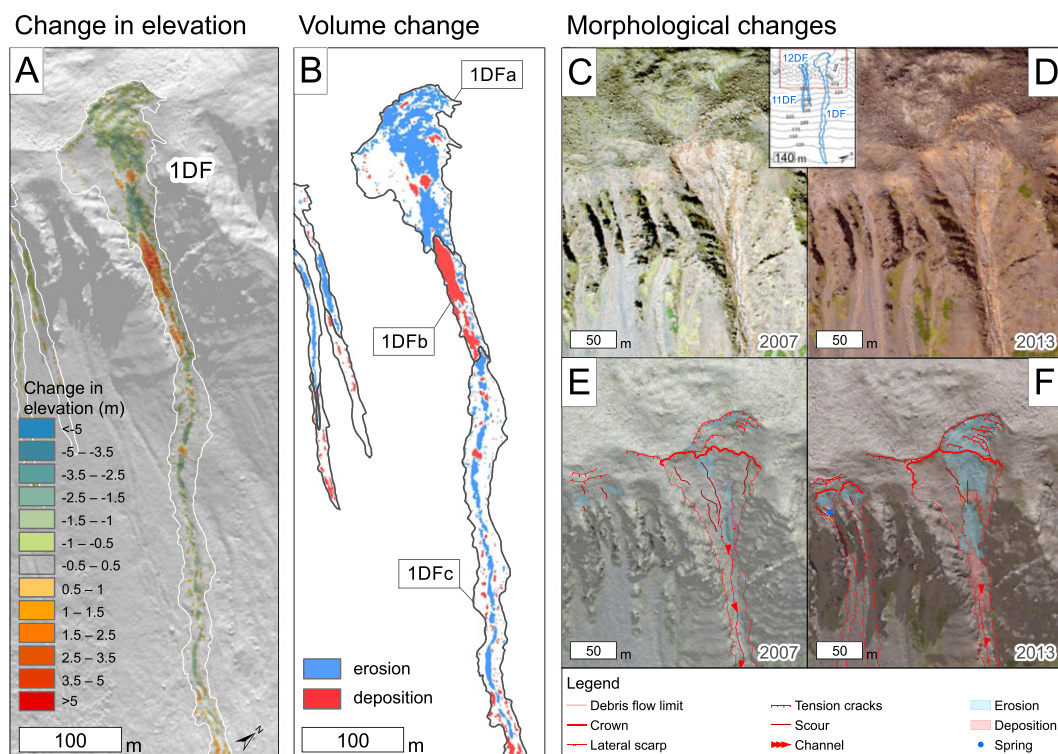 Change in elevation
Volume change
Morphological changes
A
1DF
Change in
elevation (m)
<-5
-5 – -3.5
-3.5 – -2.5
-2.5 – -1.5
-1.5 – -1
-1 – -0.5
-0.5 – 0.5
0.5 – 1
1 – 1.5
1.5 – 2.5
2.5 – 3.5
3.5 – 5
>5
100 m
N
B
1DFa
1DFb
1DFc
erosion
deposition
100 m
C
50 m
2007
12DF
11DF
1DF
140 m
D
50 m
2013
E
50 m
2007
F
50 m
2013
Legend
Debris flow limit
Crown
Lateral scarp
Tension cracks
Scour
Channel
Erosion
Deposition
Spring